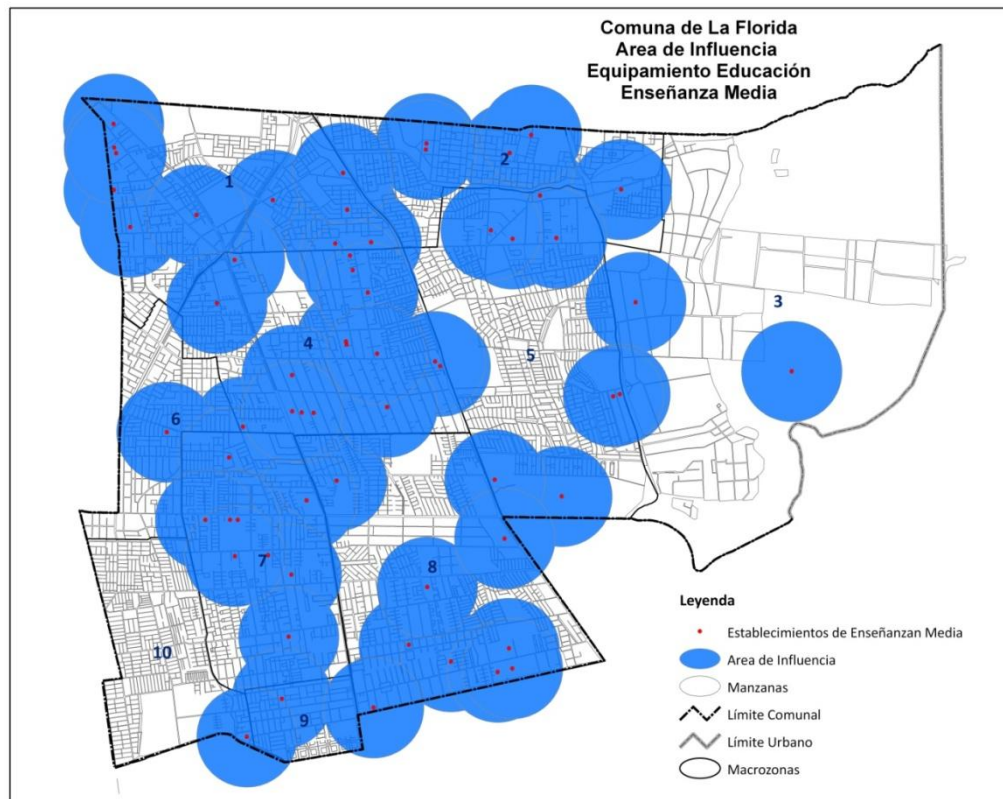 Comuna de La Florida
Area de Influencia
Equipamiento Educación
Enseñanza Media
1
2
3
4
5
6
7
8
9
10
Leyenda
Establecimientos de Enseñanzan Media
Area de Influencia
Manzanas
Límite Comunal
Límite Urbano
Macrozonas